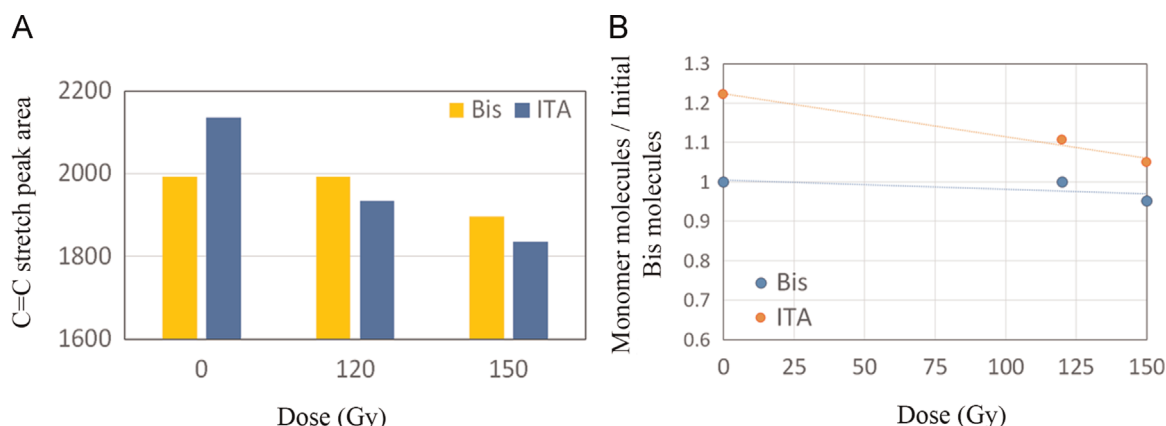 A
C=C stretch peak area
2200
2000
1800
1600
Bis ITA
0 120 150
Dose (Gy)
B
Monomer molecules / Initial
Bis molecules
1.3
1.2
1.1
1
0.9
0.8
0.7
0.6
Bis
ITA
0 25 50 75 100 125 150
Dose (Gy)